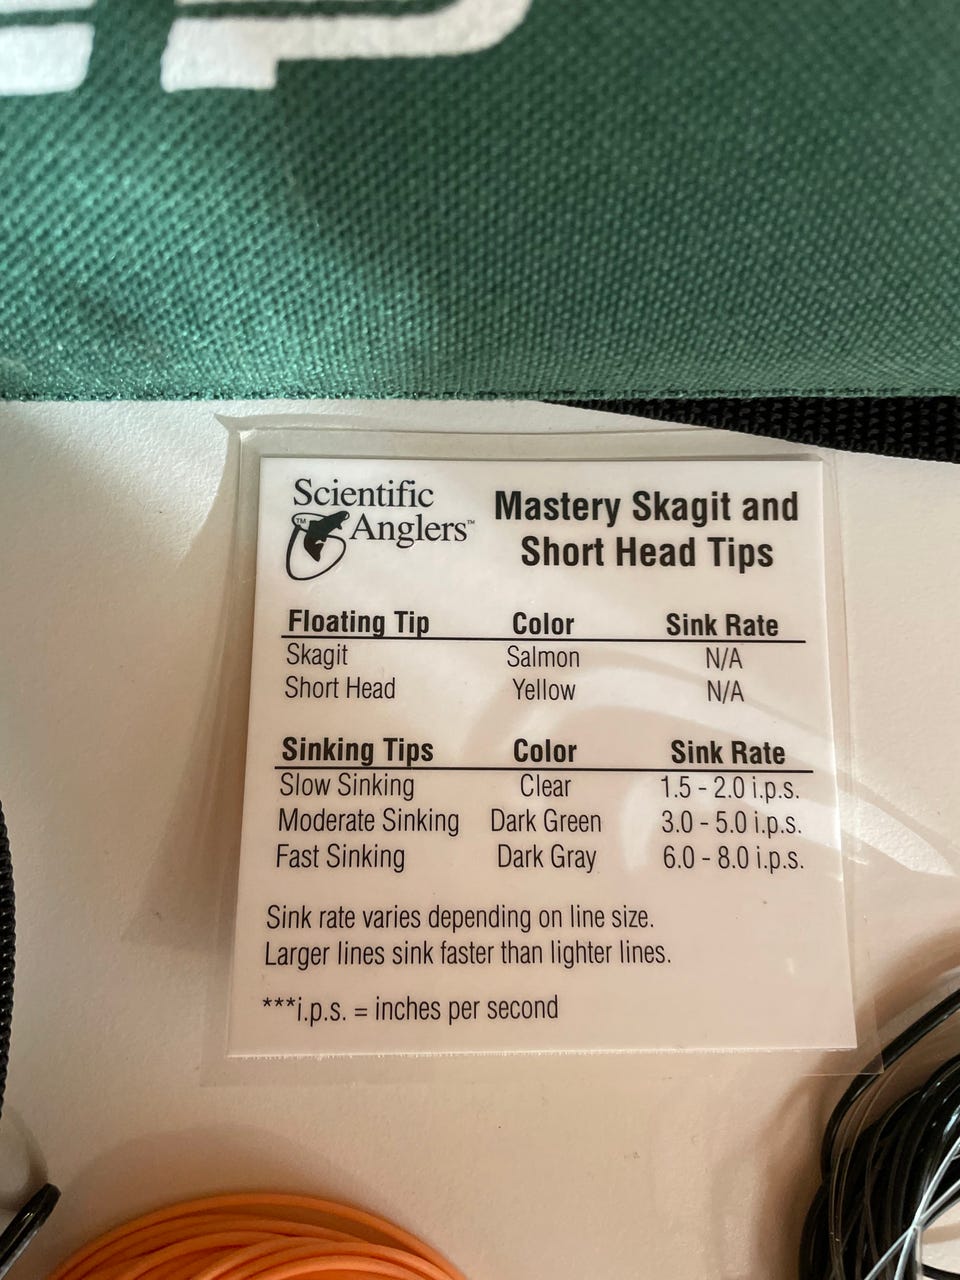 Scientific
Anglers™
TM
Mastery Skagit and
Short Head Tips
Floating Tip Color Sink Rate
Skagit Salmon N/A
Short Head Yellow N/A
Sinking Tips Color Sink Rate
Slow Sinking Clear 1.5 - 2.0 i.p.s.
Moderate Sinking Dark Green 3.0 - 5.0 i.p.s.
Fast Sinking Dark Gray 6.0 - 8.0 i.p.s.
Sink rate varies depending on line size.
Larger lines sink faster than lighter lines.
***i.p.s. = inches per second